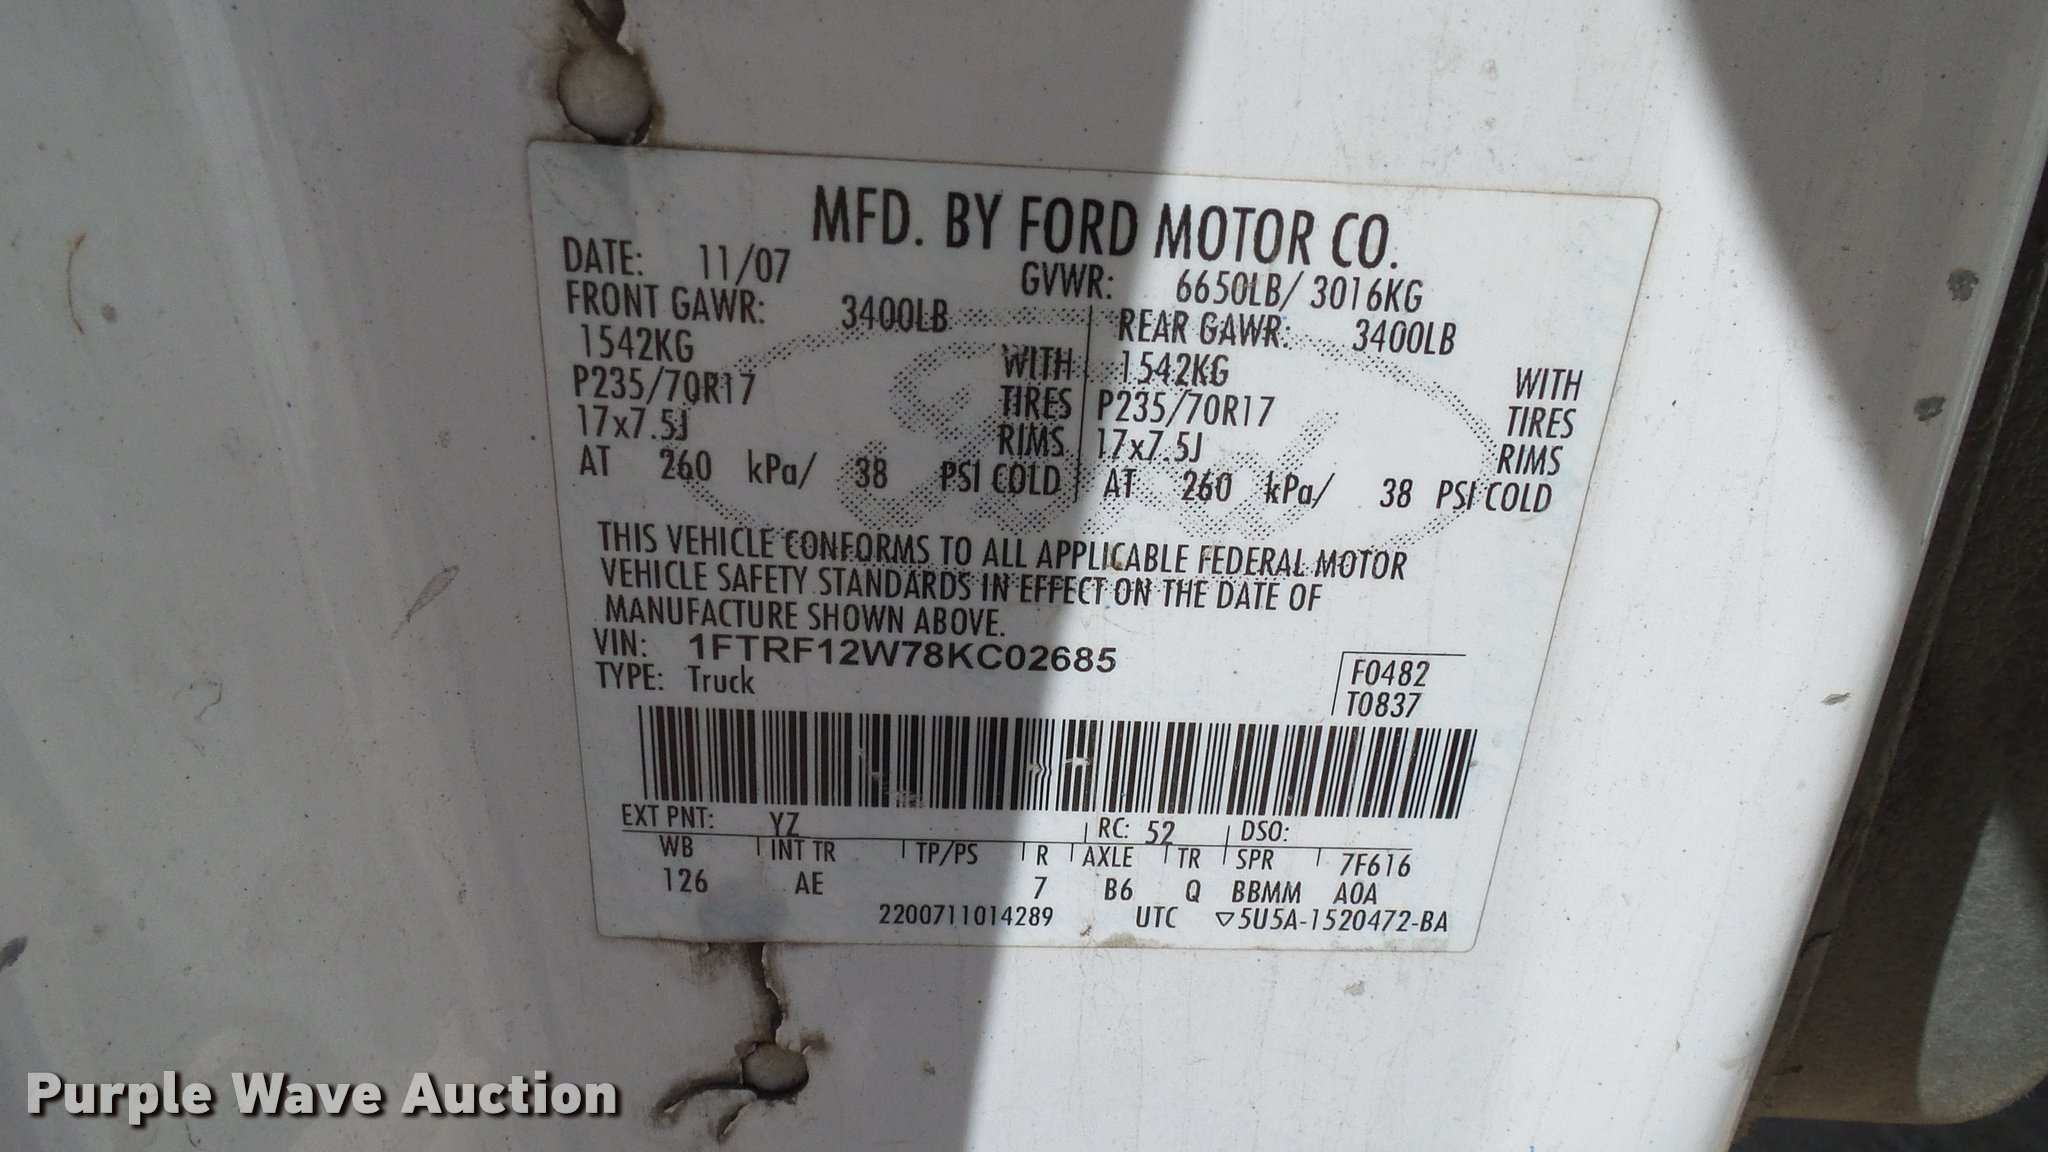 MFD. BY FORD MOTOR CO.
DATE: 11/07 GVWR: 6650LB/ 3016KG
FRONT GAWR: 3400LB REAR GAWR: 3400LB
1542KG WITH 1542KG WITH
P235/70R17 TIRES P235/70R17 TIRES
17x7.5J RIMS 17x7.5J RIMS
AT 260 kPa/ 38 PSI COLD AT 260 kPa/ 38 PSI COLD
THIS VEHICLE CONFORMS TO ALL APPLICABLE FEDERAL MOTOR
VEHICLE SAFETY STANDARDS IN EFFECT ON THE DATE OF
MANUFACTURE SHOWN ABOVE.
VIN: 1FTRF12W78KC02685
TYPE: Truck
F0482
T0837
EXT PNT: YZ RC: 52 DSO:
WB INT TR TP/PS R AXLE TR SPR 7F616
126 AE 7 B6 Q BBMM A0A
2200711014289 UTC ▽5U5A-1520472-BA
Ford
Purple Wave Auction